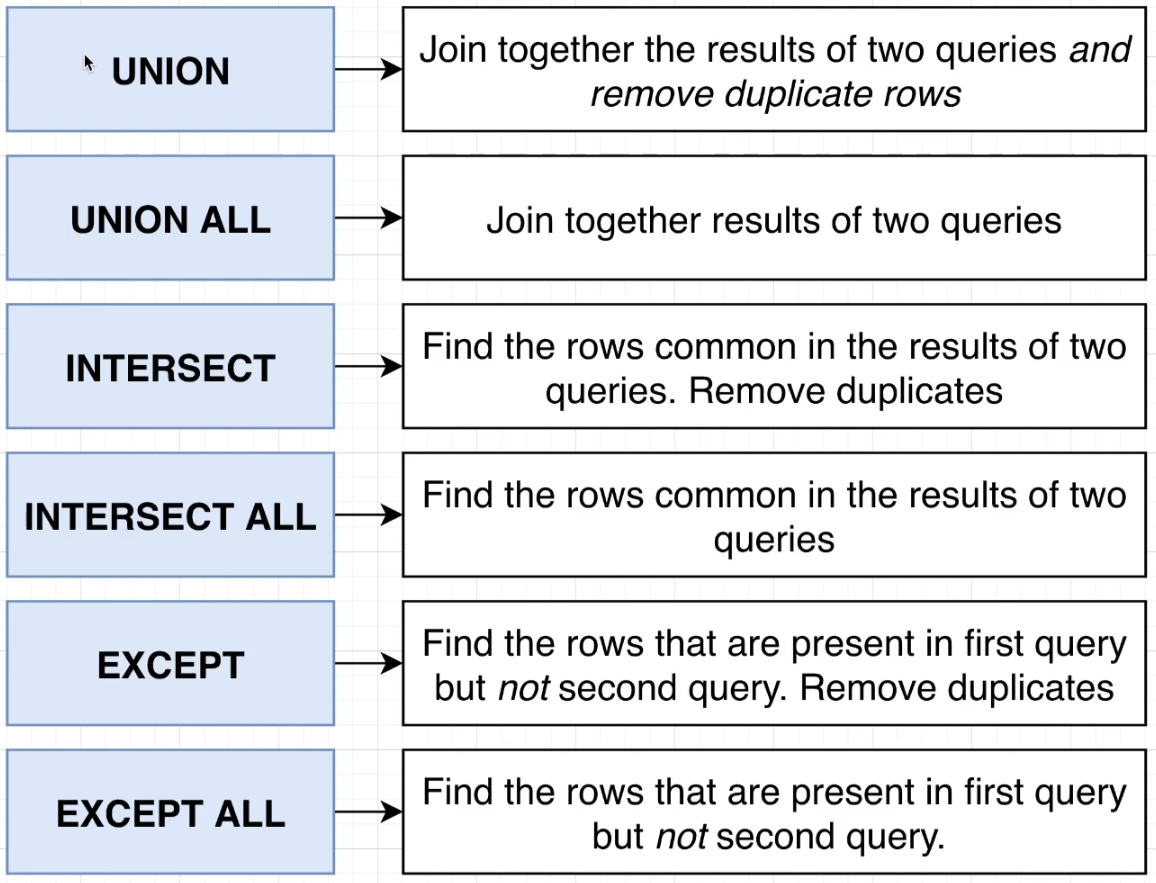 UNION
Join together the results of two queries and
remove duplicate rows
UNION ALL
Join together results of two queries
INTERSECT
Find the rows common in the results of two
queries. Remove duplicates
INTERSECT ALL
Find the rows common in the results of two
queries
EXCEPT
Find the rows that are present in first query
but not second query. Remove duplicates
EXCEPT ALL
Find the rows that are present in first query
but not second query.